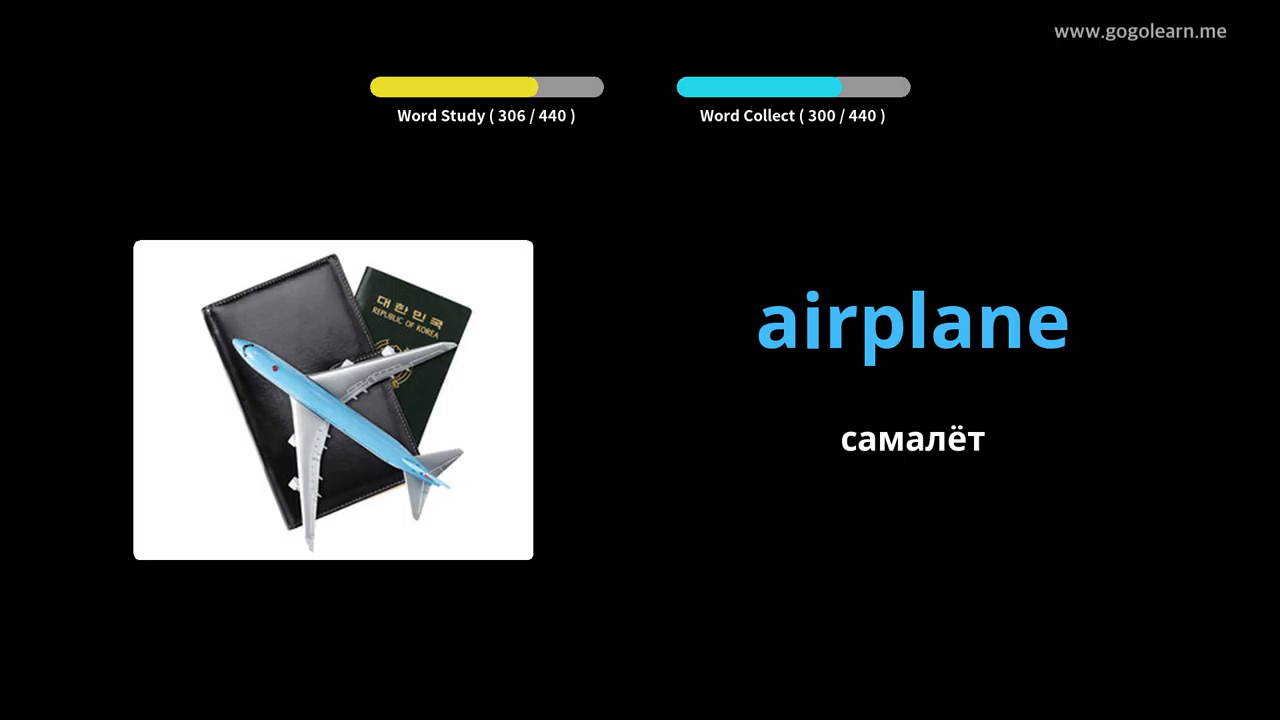 www.gogolearn.me
Word Study ( 306 / 440 )
Word Collect ( 300 / 440 )
대한민국
REPUBLIC OF KOREA
airplane
самалёт